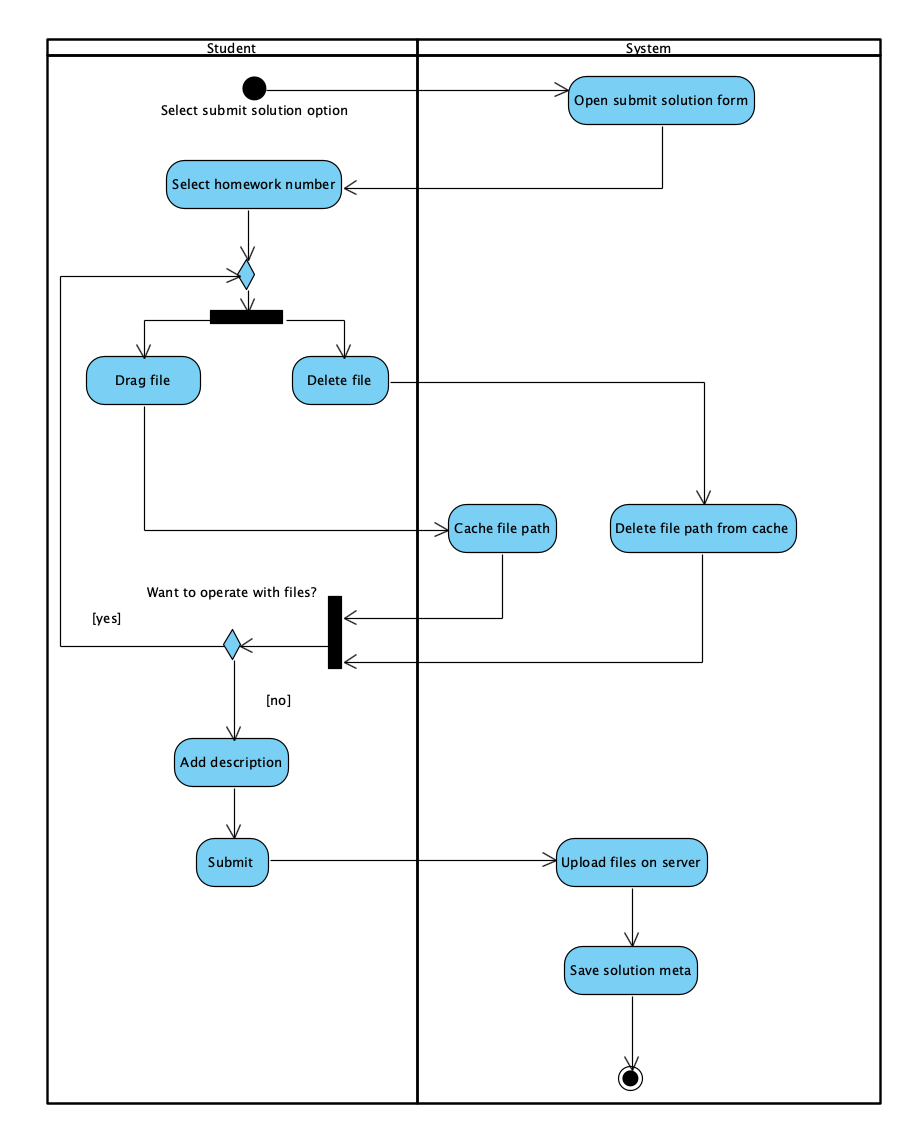 Student
System
Select submit solution option
Open submit solution form
Select homework number
Drag file
Delete file
Cache file path
Delete file path from cache
Want to operate with files?
[yes]
[no]
Add description
Submit
Upload files on server
Save solution meta